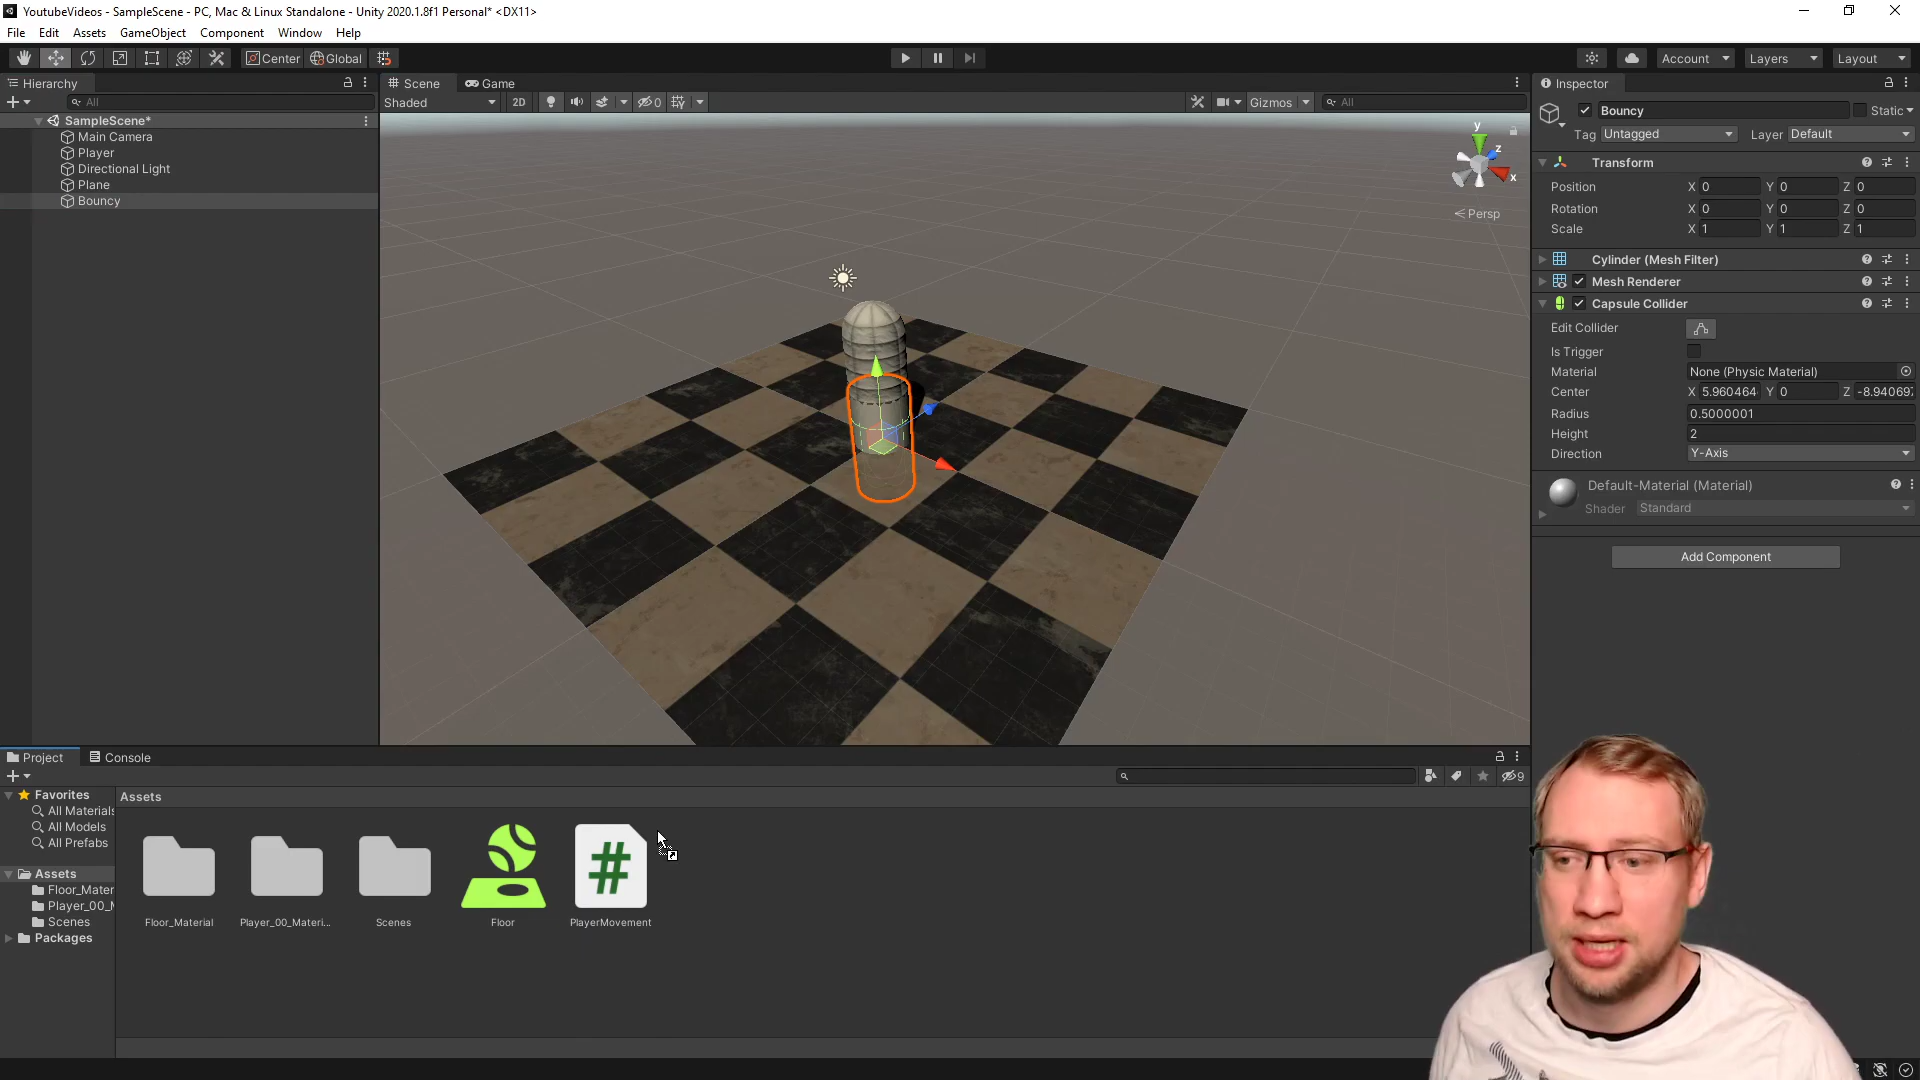 YoutubeVideos - SampleScene - PC, Mac & Linux Standalone - Unity 2020.1.8f1 Personal* <DX11>
File Edit Assets GameObject Component Window Help
Center Global Account Layers Layout
Hierarchy
All
SampleScene*
Main Camera
Player
Directional Light
Plane
Bouncy
Scene Game
Shaded 2D 0 Gizmos All
y
z
x
Persp
Inspector
Bouncy Static
Tag Untagged Layer Default
Transform
Position X 0 Y 0 Z 0
Rotation X 0 Y 0 Z 0
Scale X 1 Y 1 Z 1
Cylinder (Mesh Filter)
Mesh Renderer
Capsule Collider
Edit Collider
Is Trigger
Material None (Physic Material)
Center X 5.960464 Y 0 Z -8.94069
Radius 0.5000001
Height 2
Direction Y-Axis
Default-Material (Material)
Shader Standard
Add Component
Project Console
9
Favorites
All Materials
All Models
All Prefabs
Assets
Floor_Mater
Player_00_M
Scenes
Packages
Assets
Floor_Material Player_00_Materi... Scenes Floor PlayerMovement